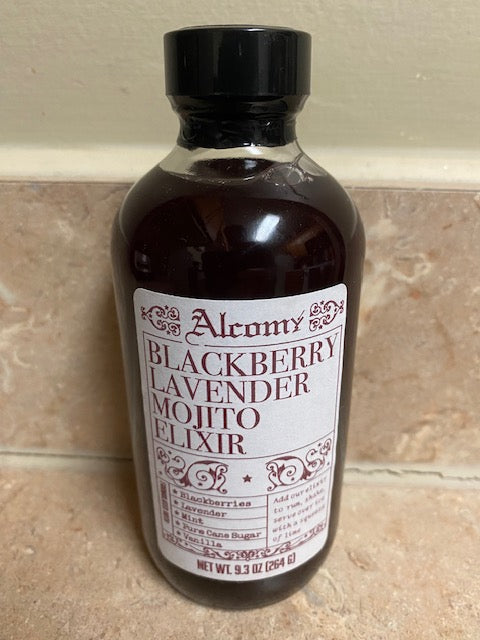 Alcomy
BLACKBERRY
LAVENDER
MOJITO
ELIXIR
Blackberries
Lavender
Mint
Pure Cane Sugar
Vanilla
Add our elixir
to rum, shake,
serve over ice
with a squeeze
of lime
NET WT. 9.3 OZ (264 G)